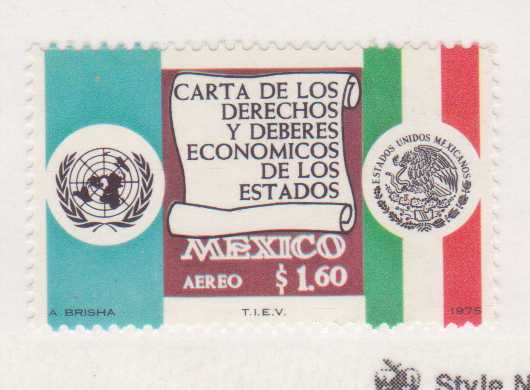 CARTA DE LOS
DERECHOS
Y DEBERES
ECONOMICOS
DE LOS
ESTADOS
ESTADOS UNIDOS MEXICANOS
MEXICO
AEREO $1.60
A. BRISHA
T.I.E.V.
1975
Style N